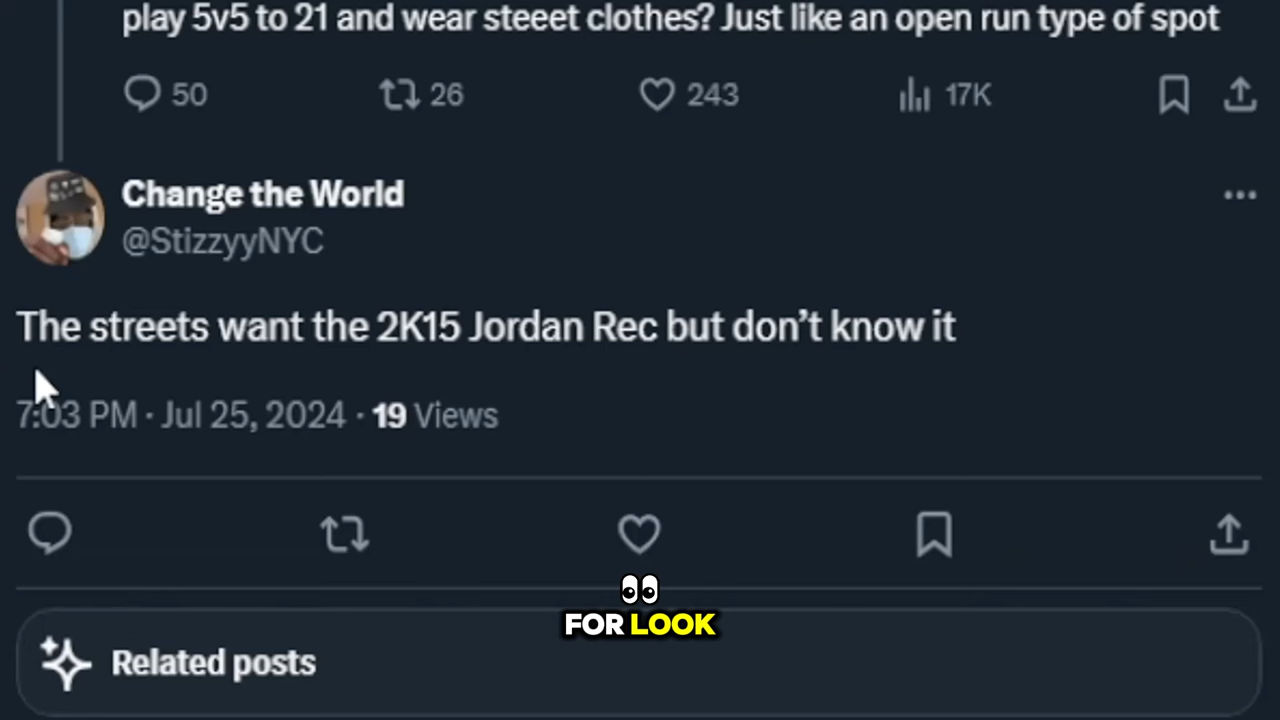 play 5v5 to 21 and wear steeet clothes? Just like an open run type of spot
50 26 243 17K
Change the World
@StizzyyNYC
The streets want the 2K15 Jordan Rec but don’t know it
7:03 PM · Jul 25, 2024 · 19 Views
FOR LOOK
Related posts